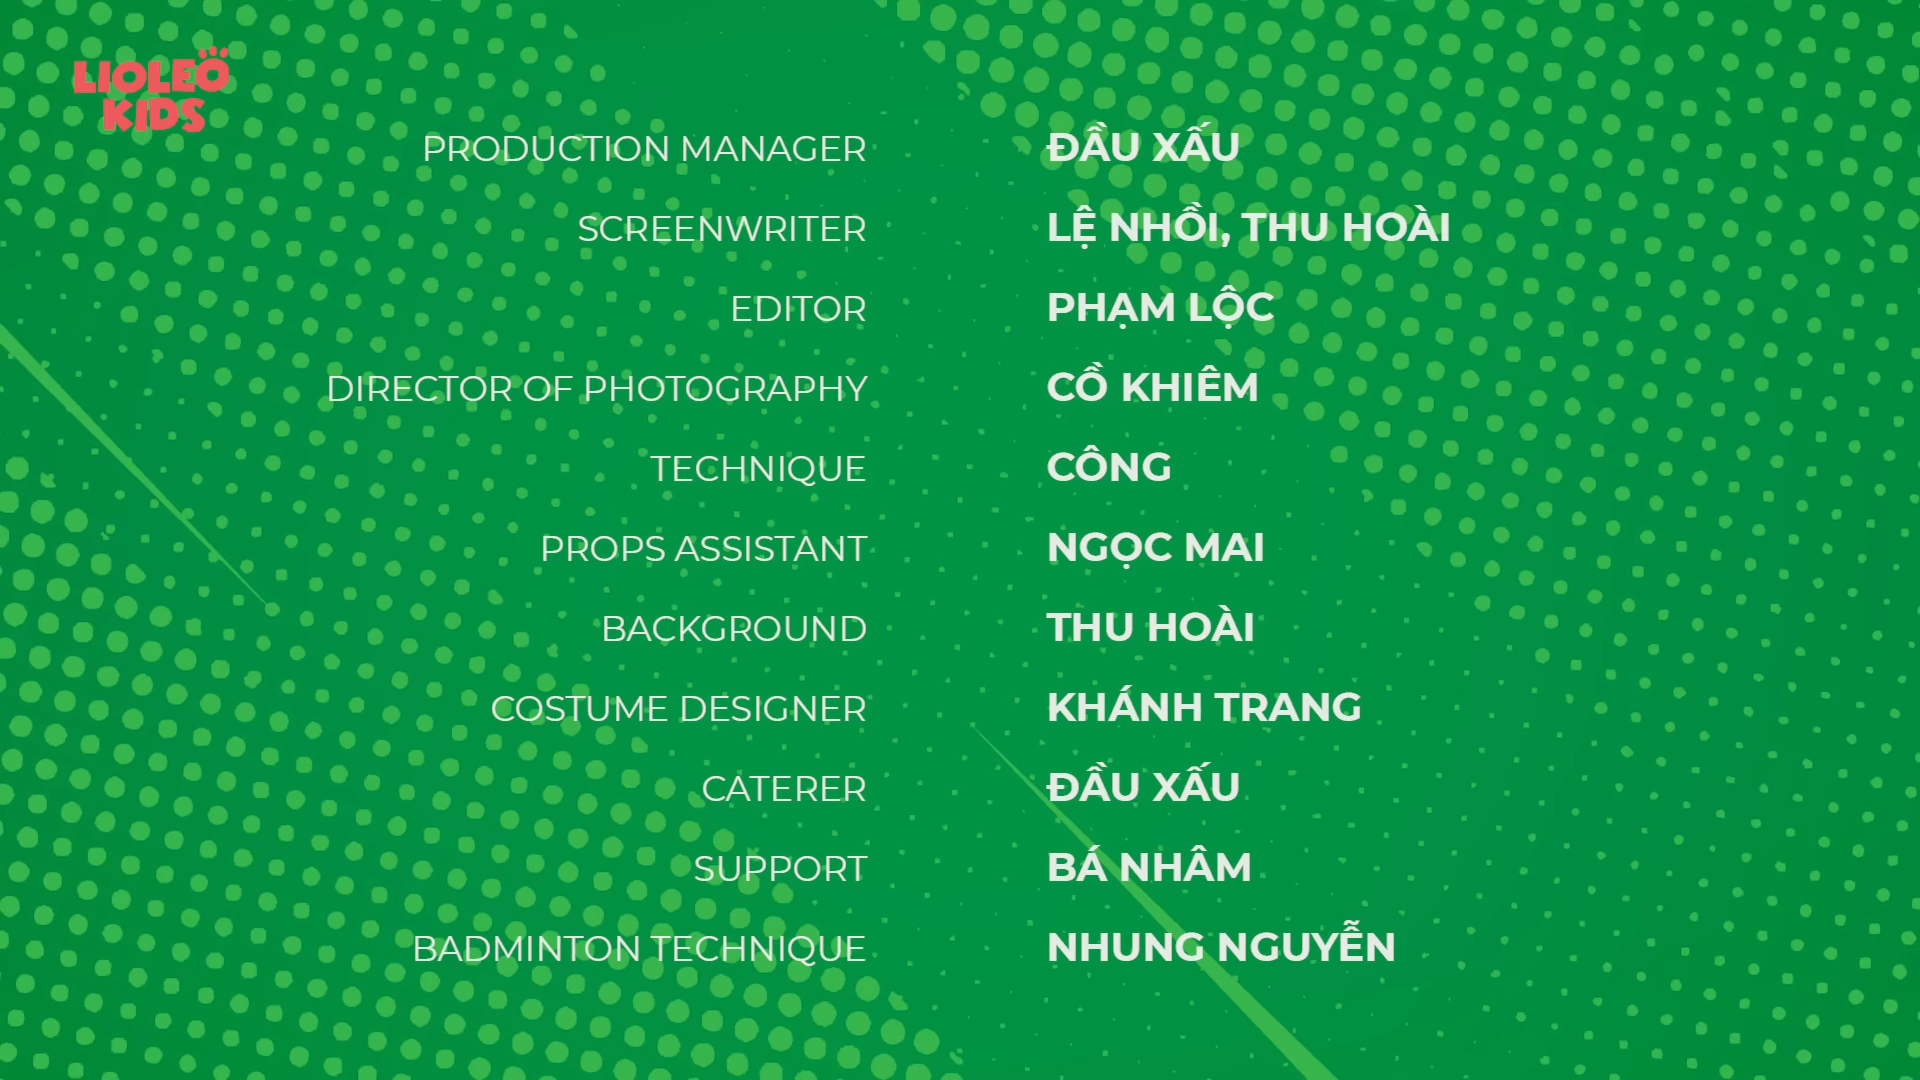 LIOLEO
KIDS
PRODUCTION MANAGER ĐẦU XẤU
SCREENWRITER LỆ NHỒI, THU HOÀI
EDITOR PHẠM LỘC
DIRECTOR OF PHOTOGRAPHY CỒ KHIÊM
TECHNIQUE CÔNG
PROPS ASSISTANT NGỌC MAI
BACKGROUND THU HOÀI
COSTUME DESIGNER KHÁNH TRANG
CATERER ĐẦU XẤU
SUPPORT BÁ NHÂM
BADMINTON TECHNIQUE NHUNG NGUYỄN